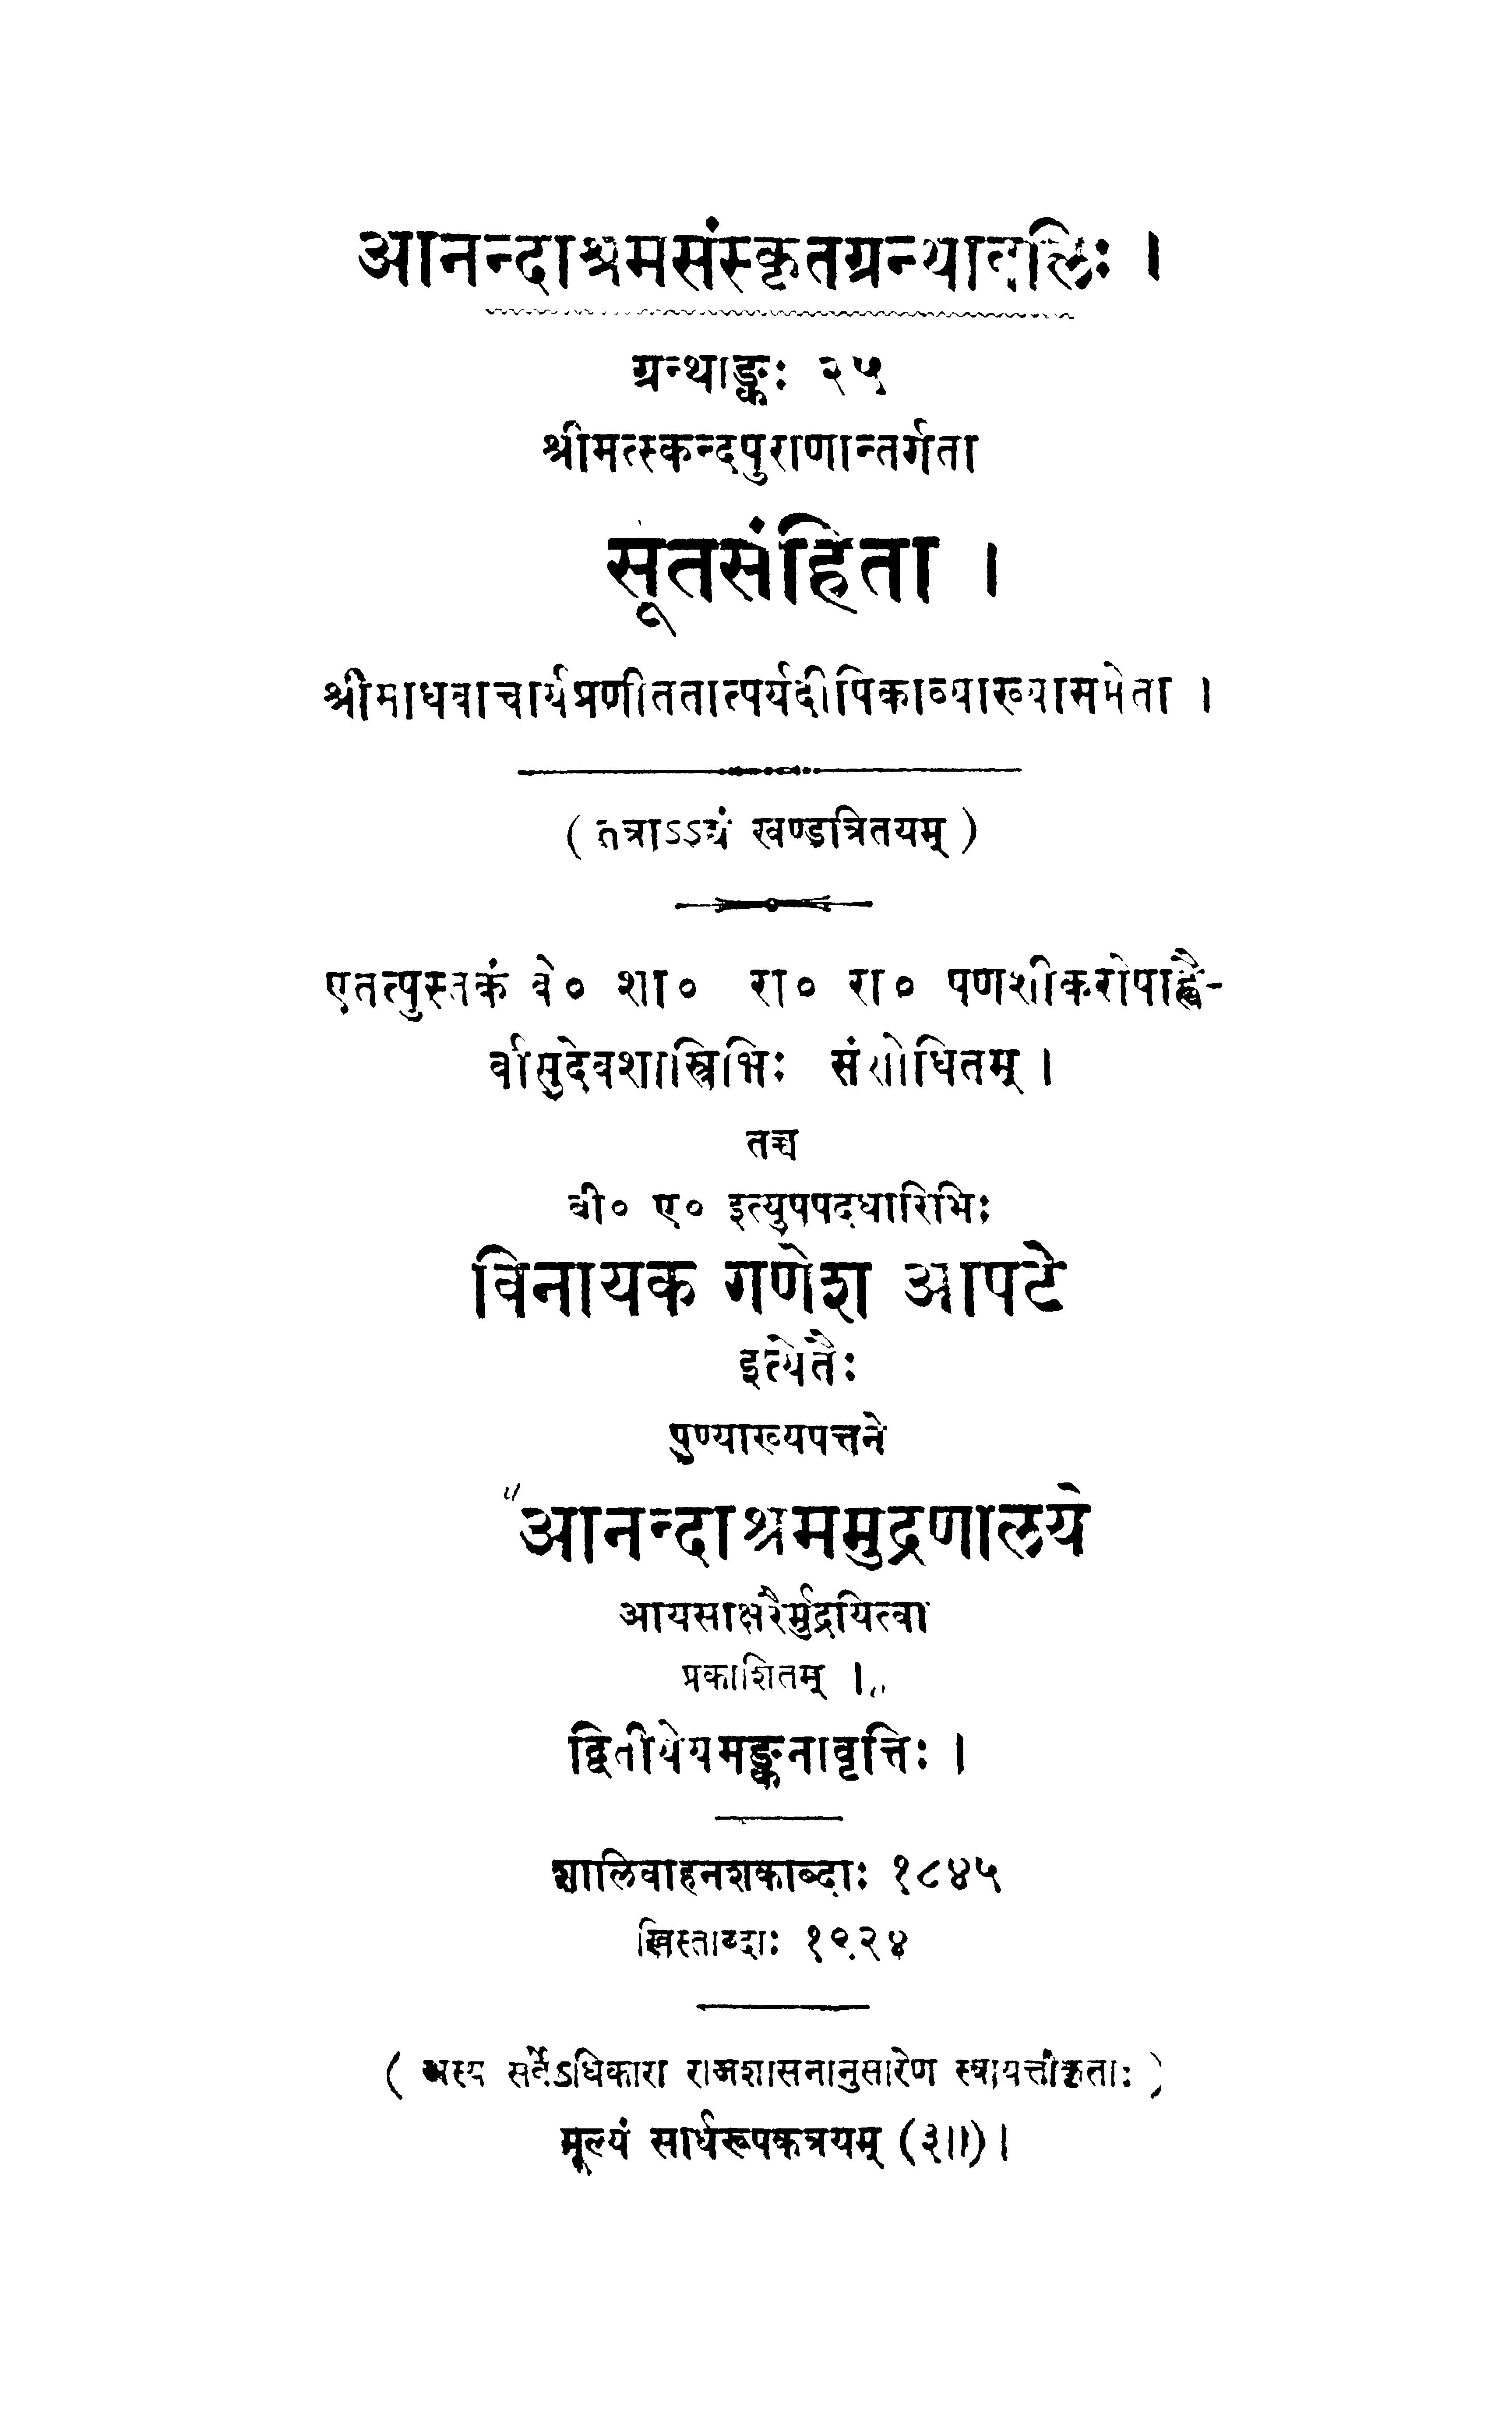 आनन्दाश्रमसंस्कृतग्रन्थावलिः ।
ग्रन्थाङ्कः २५
श्रीमत्स्कन्दपुराणान्तर्गता
सूतसंहिता ।
श्रीमाधवाचार्यप्रणीततात्पर्यदीपिकाव्याख्यासमेता ।
( तत्राऽऽद्यं खण्डत्रितयम् )
एतत्पुस्तकं वे० शा० रा० रा० पणशीकरोपाह्वै-
र्वासुदेवशास्त्रिभिः संशोधितम् ।
तच्च
बी० ए० इत्युपपदधारिभिः
विनायक गणेश आपटे
इत्येतैः
पुण्याख्यपत्तने
आनन्दाश्रममुद्रणालये
आयसाक्षरैर्मुद्रयित्वा
प्रकाशितम् ।
द्वितीयेयमङ्कनावृत्तिः ।
शालिवाहनशकाब्दाः १८४५
ख्रिस्ताब्दाः १९२४
( अस्य सर्वेऽधिकारा राजशासनानुसारेण स्वायत्तीकृताः )
मूल्यं सार्धरूपकत्रयम् (३॥)।